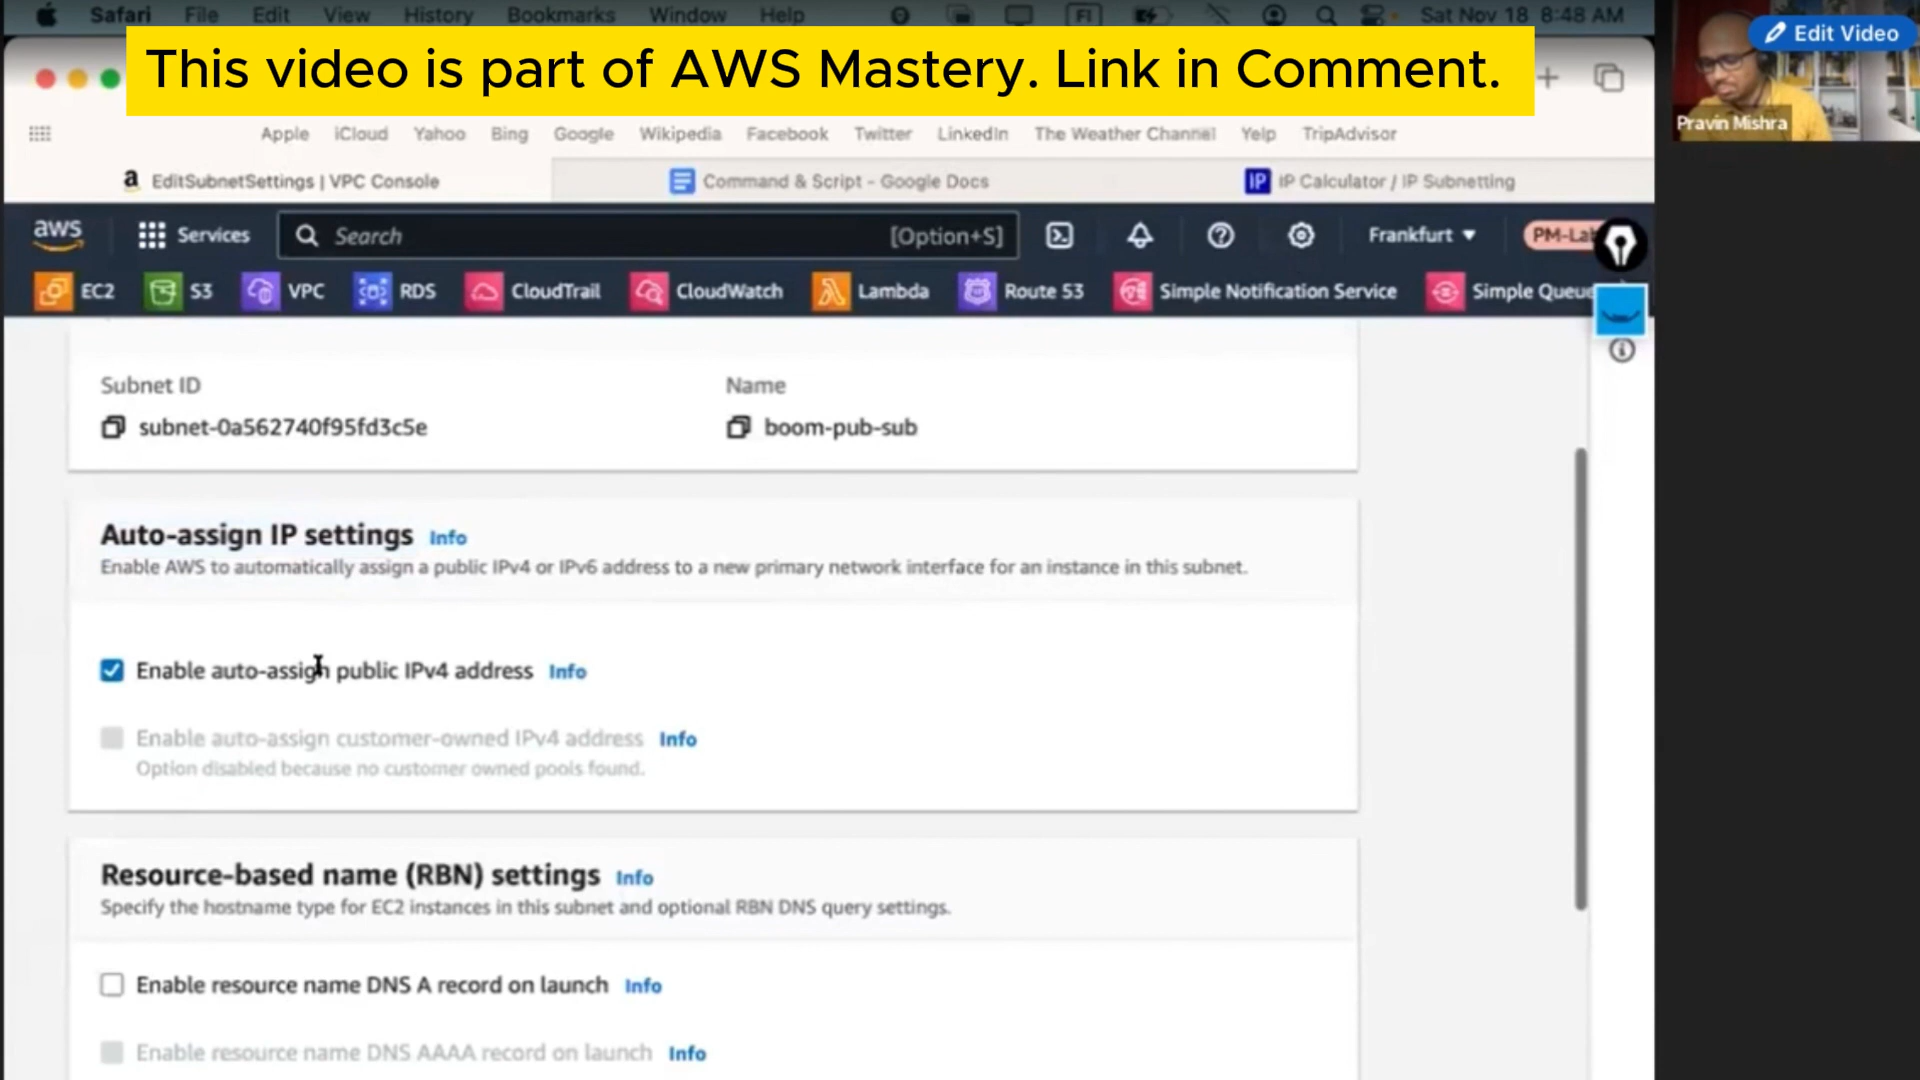 Safari File Edit View History Bookmarks Window Help Sat Nov 18 8:48 AM
This video is part of AWS Mastery. Link in Comment.
Edit Video
Pravin Mishra
Apple iCloud Yahoo Bing Google Wikipedia Facebook Twitter LinkedIn The Weather Channel Yelp TripAdvisor
a EditSubnetSettings | VPC Console Command & Script - Google Docs IP IP Calculator / IP Subnetting
aws Services Search [Option+S] Frankfurt PM-Lab
EC2 S3 VPC RDS CloudTrail CloudWatch Lambda Route 53 Simple Notification Service Simple Queue
Subnet ID Name
subnet-0a562740f95fd3c5e boom-pub-sub
Auto-assign IP settings Info
Enable AWS to automatically assign a public IPv4 or IPv6 address to a new primary network interface for an instance in this subnet.
Enable auto-assign public IPv4 address Info
Enable auto-assign customer-owned IPv4 address Info
Option disabled because no customer owned pools found.
Resource-based name (RBN) settings Info
Specify the hostname type for EC2 instances in this subnet and optional RBN DNS query settings.
Enable resource name DNS A record on launch Info
Enable resource name DNS AAAA record on launch Info